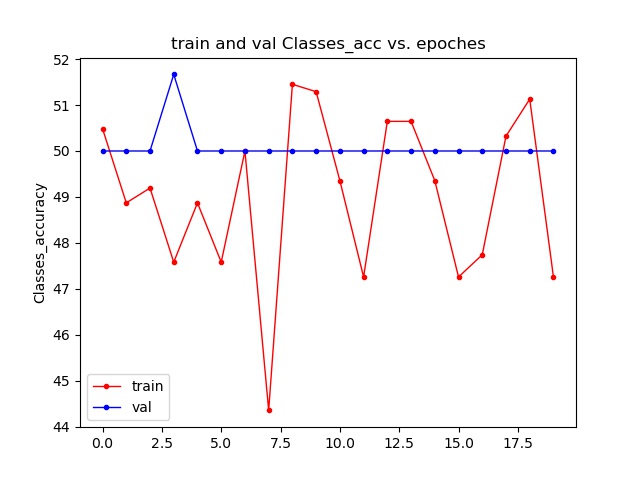 train and val Classes_acc vs. epoches
Classes_accuracy
52
51
50
49
48
47
46
45
44
train
val
0.0 2.5 5.0 7.5 10.0 12.5 15.0 17.5